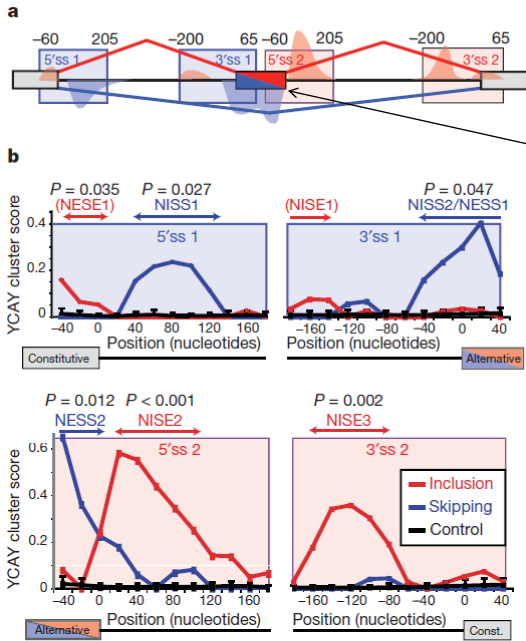 a
−60 205 −200 65 −60 205 −200 65
5′ss 1 3′ss 1 5′ss 2 3′ss 2
b
P = 0.035 P = 0.027 P = 0.047
(NESE1) NISS1 (NISE1) NISS2/NESS1
0.4 5′ss 1 3′ss 1
0.2
0
YCAY cluster score
−40 0 40 80 120 160 −160 −120 −80 −40 0 40
Position (nucleotides) Position (nucleotides)
Constitutive Alternative
P = 0.012 P < 0.001 P = 0.002
NESS2 NISE2 NISE3
0.6 5′ss 2 3′ss 2
0.4
0.2
0
YCAY cluster score
Inclusion
Skipping
Control
−40 0 40 80 120 160 −160 −120 −80 −40 0 40
Alternative Position (nucleotides) Position (nucleotides) Const.